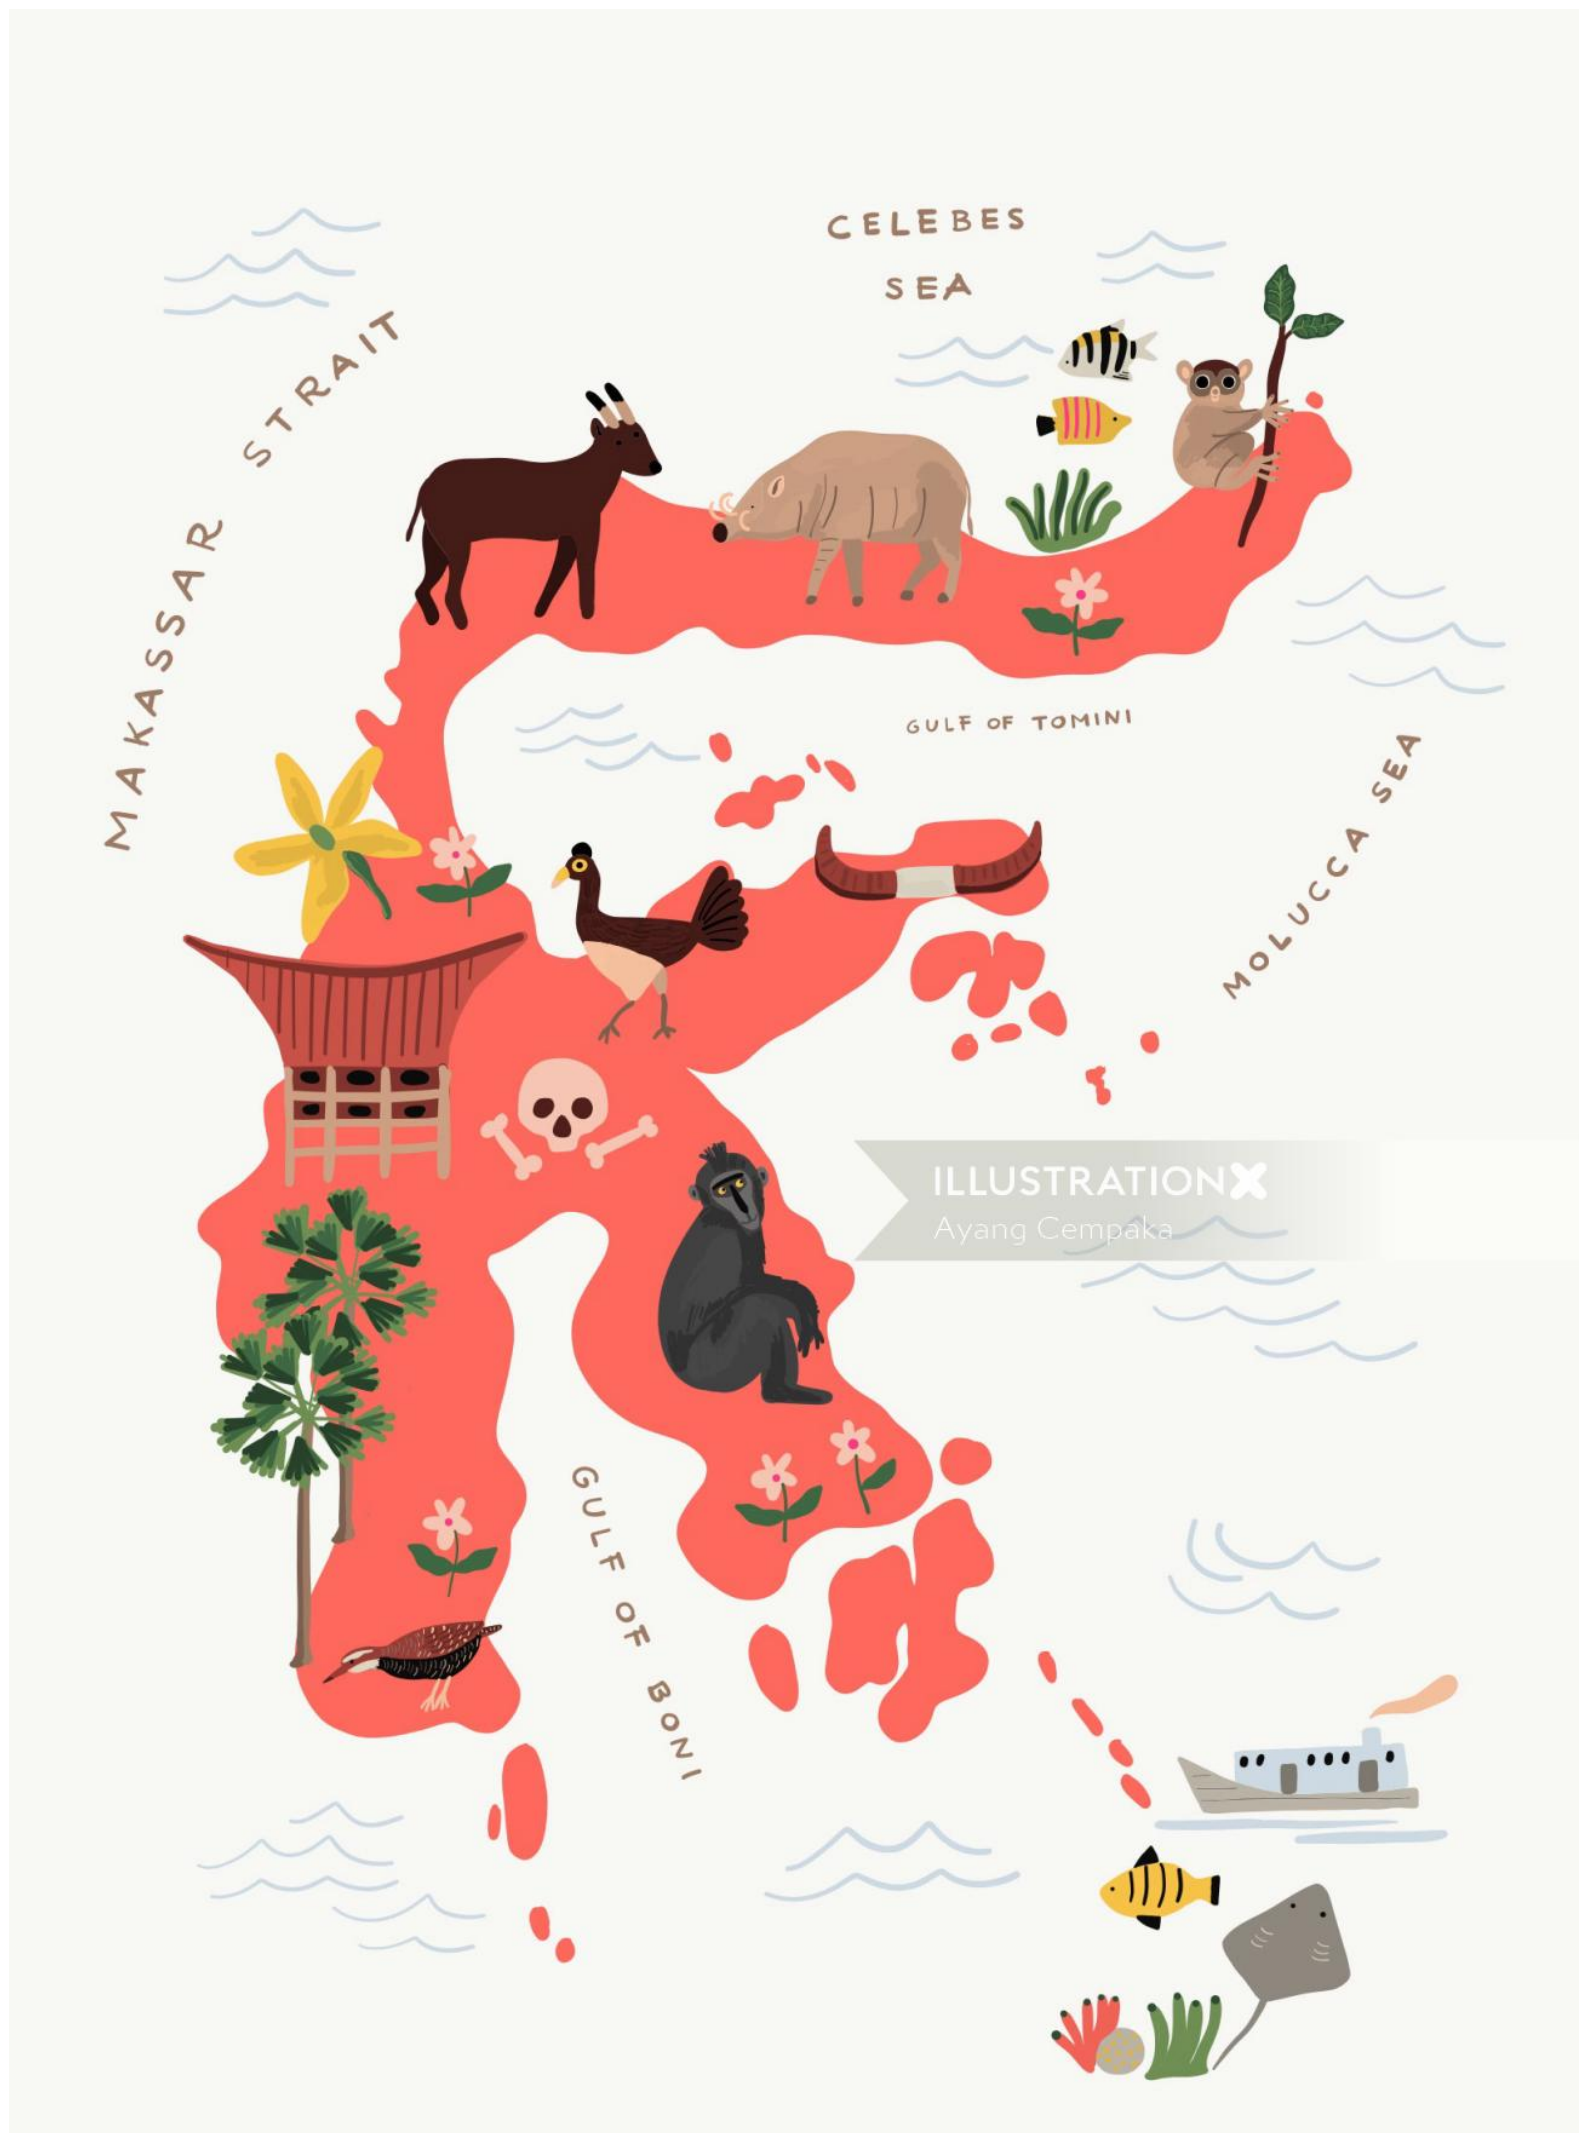 CELEBES
SEA
MAKASSAR STRAIT
GULF OF TOMINI
MOLUCCA SEA
ILLUSTRATIONX
Ayang Cempaka
GULF OF BONI